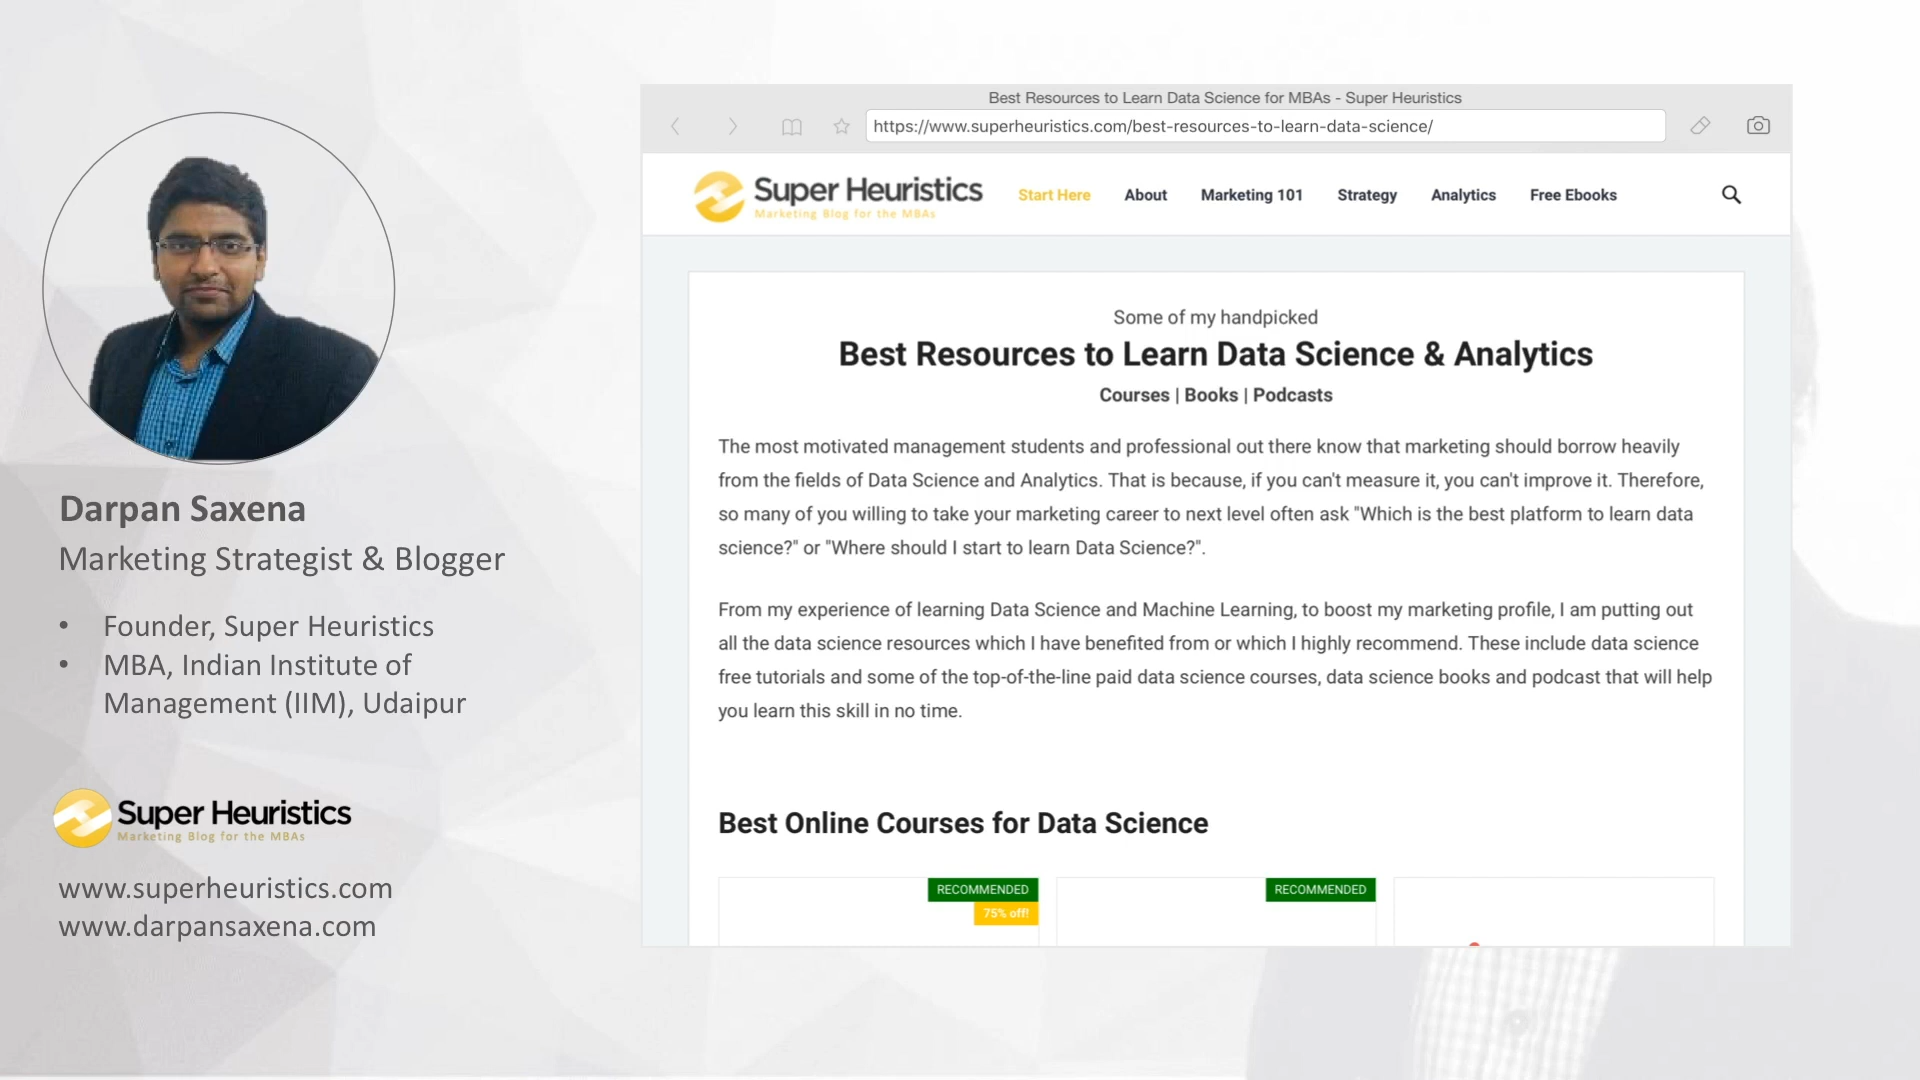 Darpan Saxena
Marketing Strategist & Blogger
• Founder, Super Heuristics
• MBA, Indian Institute of
Management (IIM), Udaipur
Super Heuristics
Marketing Blog for the MBAs
www.superheuristics.com
www.darpansaxena.com
Best Resources to Learn Data Science for MBAs - Super Heuristics
https://www.superheuristics.com/best-resources-to-learn-data-science/
Super Heuristics
Marketing Blog for the MBAs
Start Here About Marketing 101 Strategy Analytics Free Ebooks
Some of my handpicked
Best Resources to Learn Data Science & Analytics
Courses | Books | Podcasts
The most motivated management students and professional out there know that marketing should borrow heavily
from the fields of Data Science and Analytics. That is because, if you can't measure it, you can't improve it. Therefore,
so many of you willing to take your marketing career to next level often ask "Which is the best platform to learn data
science?" or "Where should I start to learn Data Science?".
From my experience of learning Data Science and Machine Learning, to boost my marketing profile, I am putting out
all the data science resources which I have benefited from or which I highly recommend. These include data science
free tutorials and some of the top-of-the-line paid data science courses, data science books and podcast that will help
you learn this skill in no time.
Best Online Courses for Data Science
RECOMMENDED
75% off!
RECOMMENDED